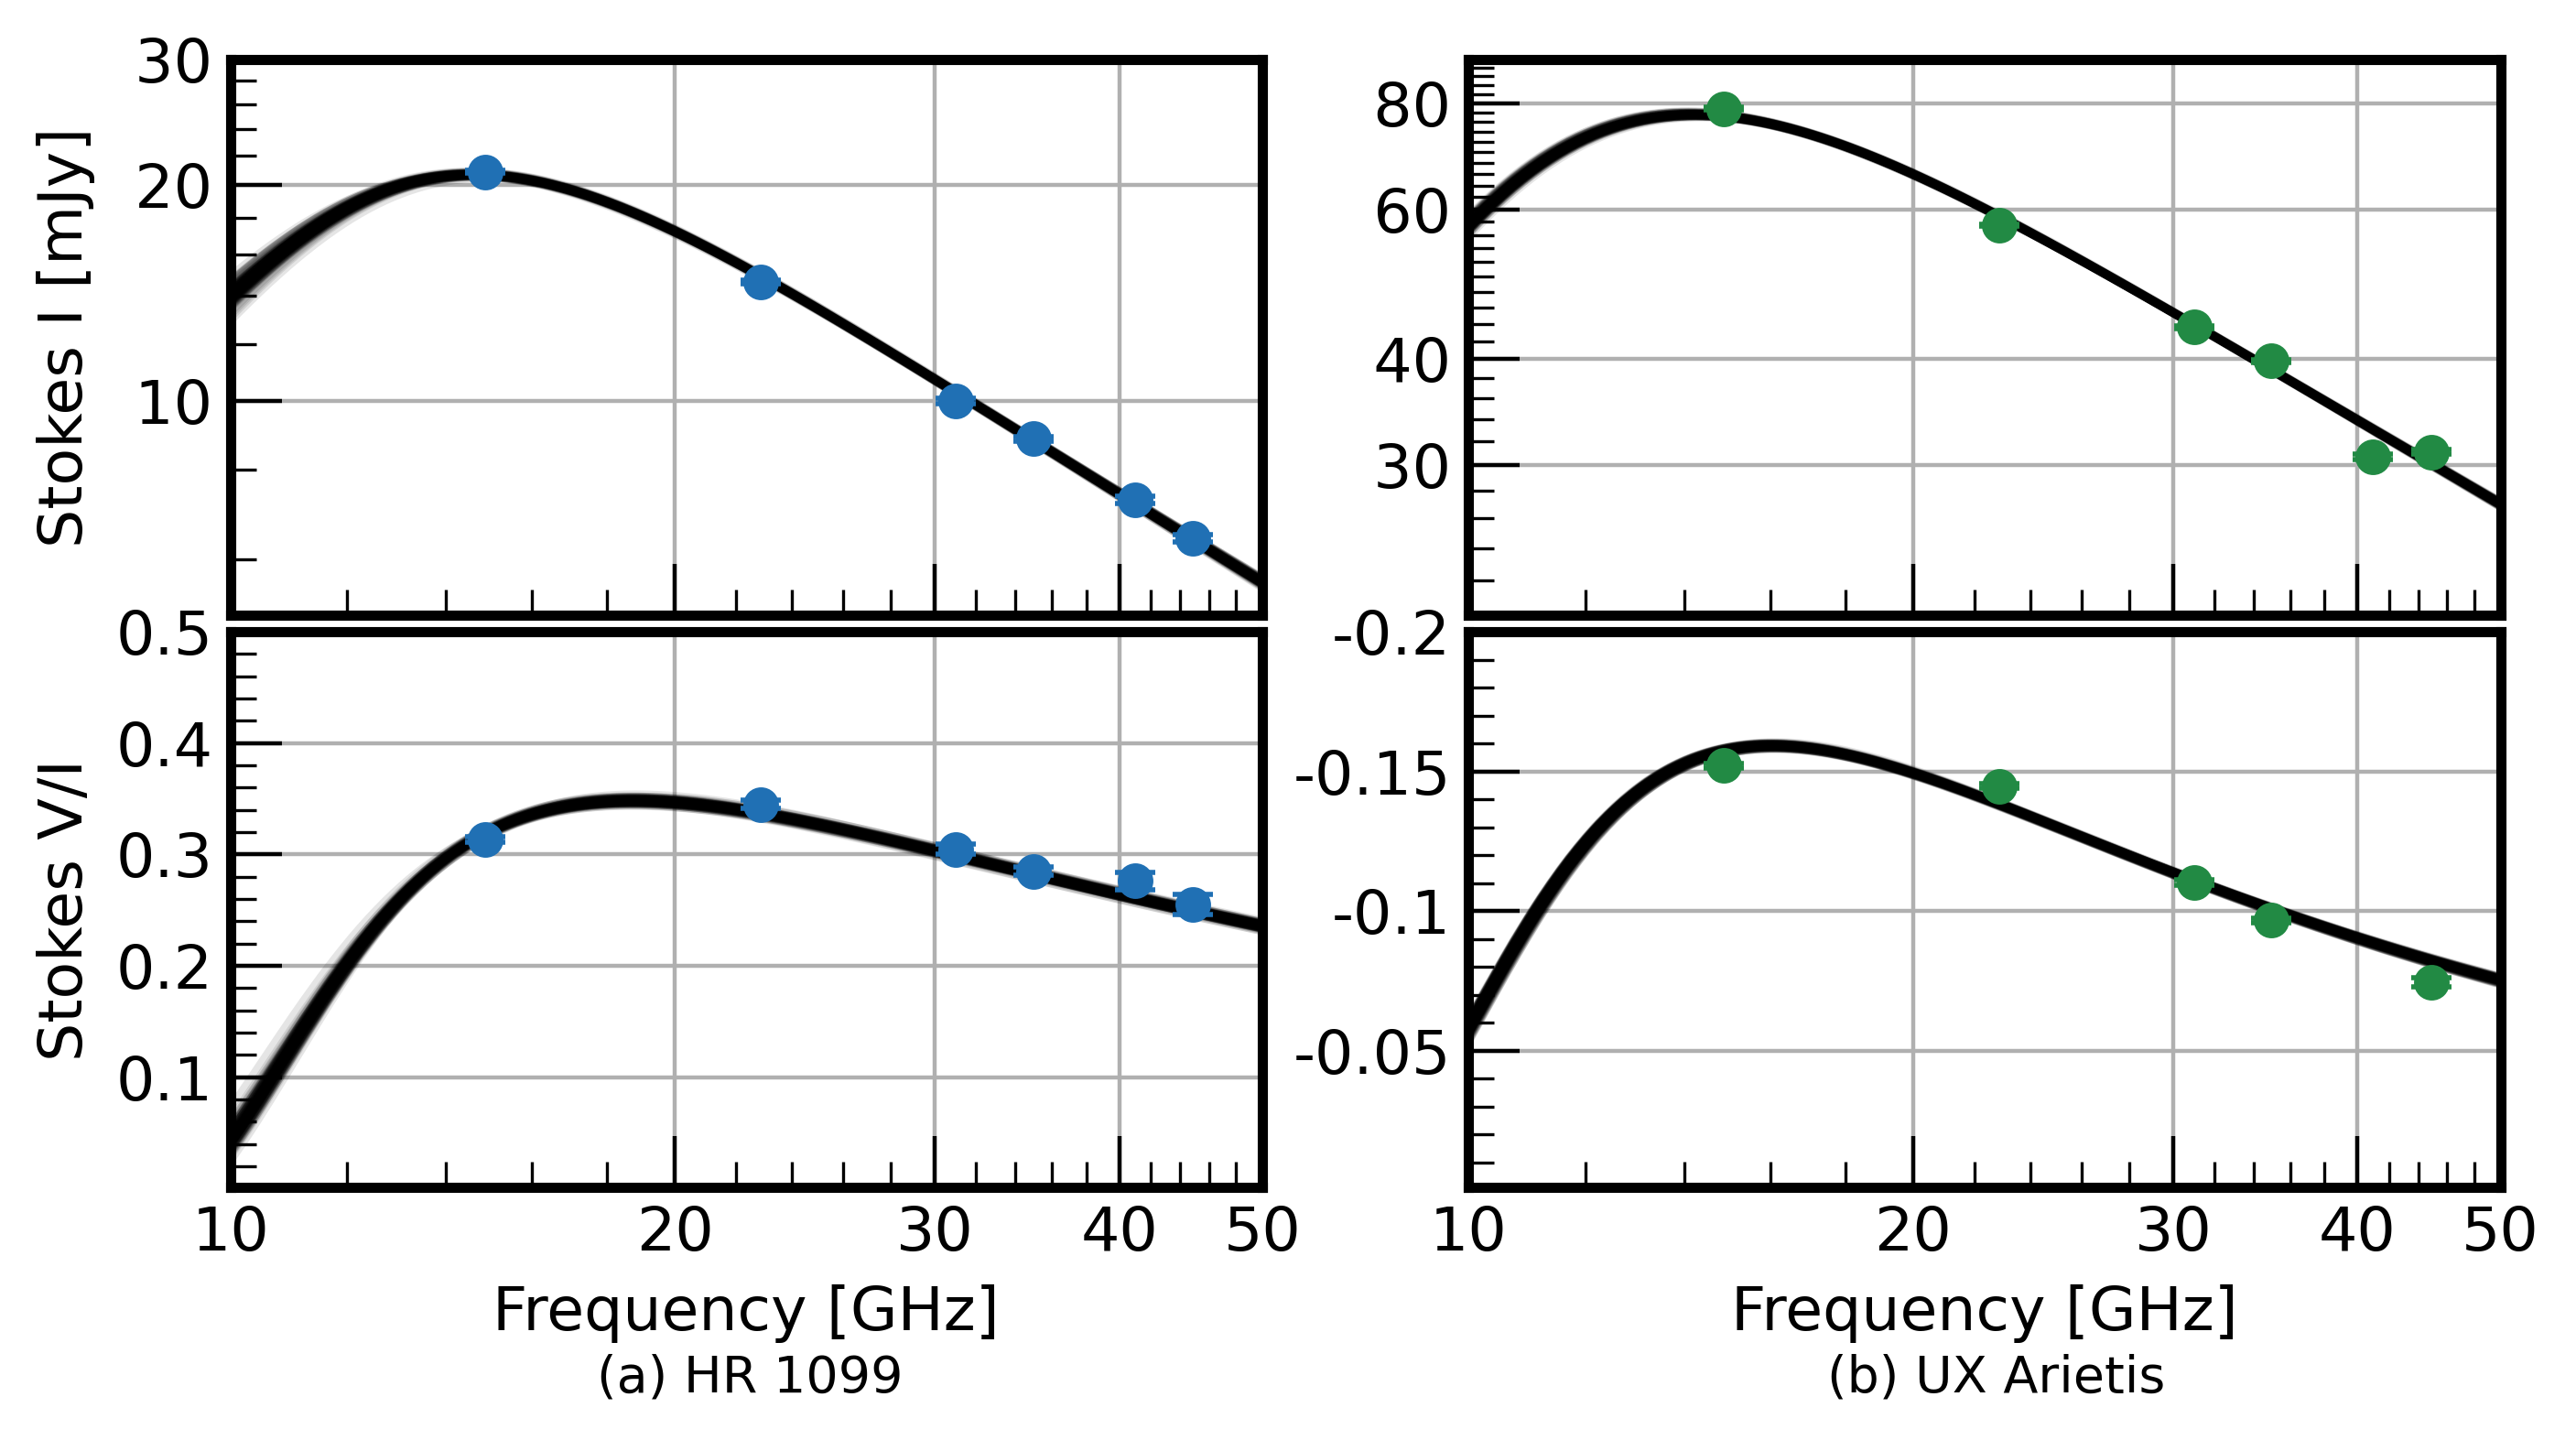 30
20
10
Stokes I [mJy]
80
60
40
30
0.5
0.4
0.3
0.2
0.1
Stokes V/I
-0.2
-0.15
-0.1
-0.05
10 20 30 40 50
Frequency [GHz]
(a) HR 1099
10 20 30 40 50
Frequency [GHz]
(b) UX Arietis